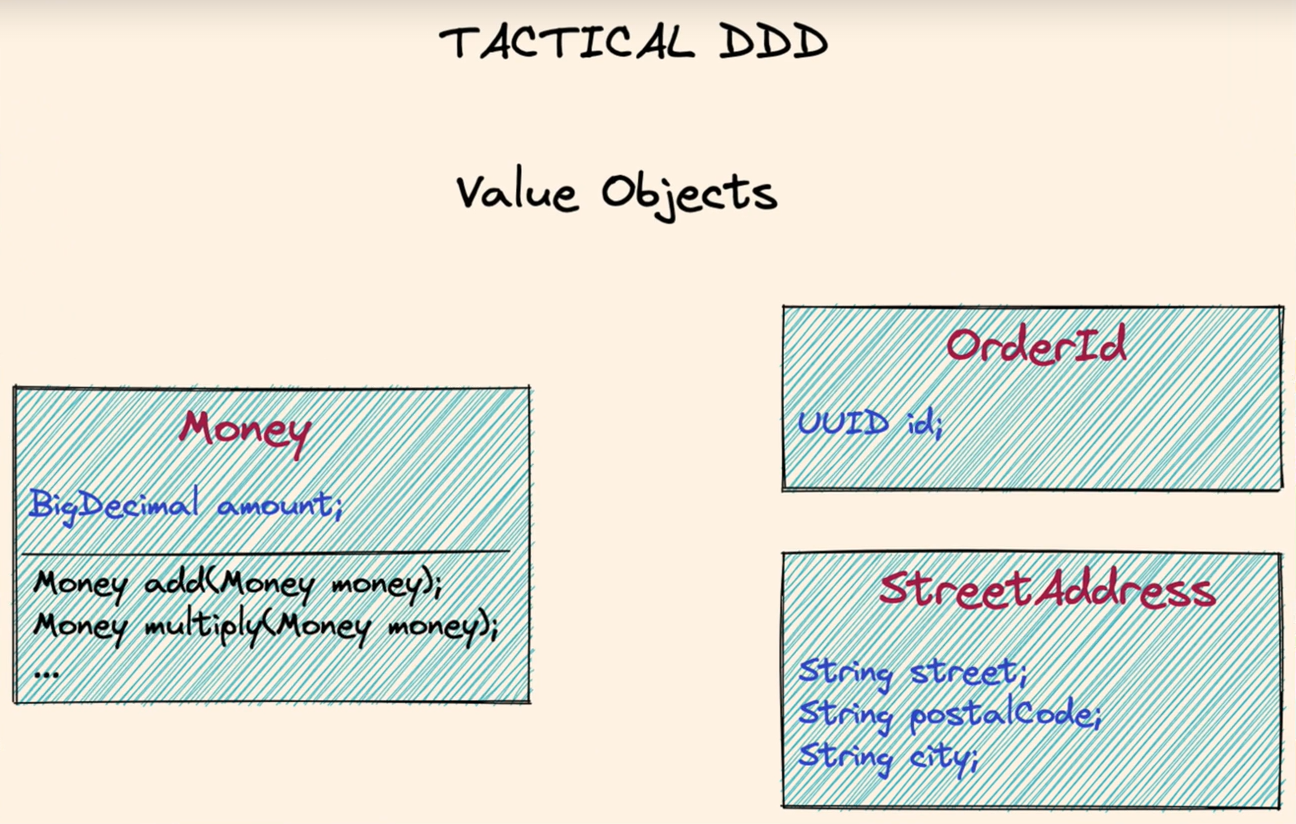 TACTICAL DDD
Value Objects
Money
BigDecimal amount;
Money add(Money money);
Money multiply(Money money);
...
OrderId
UUID id;
StreetAddress
String street;
String postalCode;
String city;